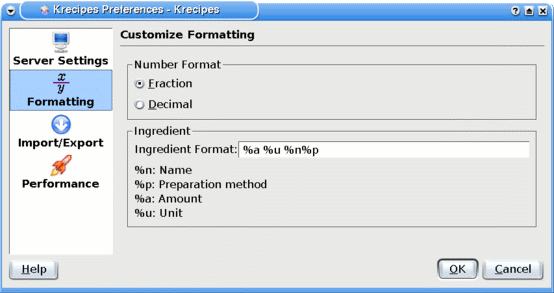 Krecipes Preferences - Krecipes
Customize Formatting
Server Settings
Formatting
Import/Export
Performance
Number Format
Fraction
Decimal
Ingredient
Ingredient Format: %a %u %n%p
%n: Name
%p: Preparation method
%a: Amount
%u: Unit
Help
OK
Cancel